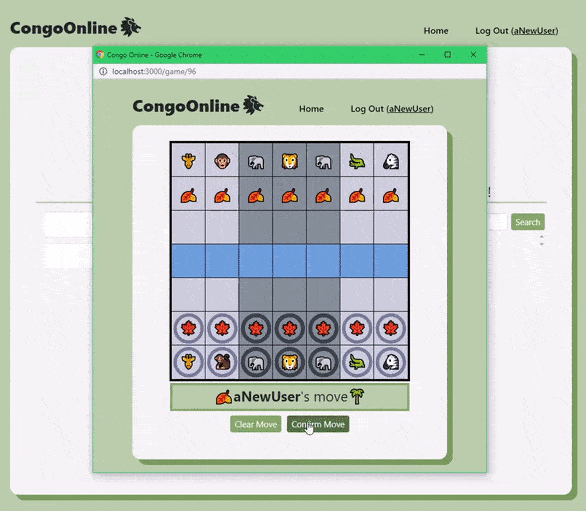 CongoOnline
Home
Log Out (aNewUser)
Congo Online - Google Chrome
localhost:3000/game/96
CongoOnline
Home
Log Out (aNewUser)
!
Search
aNewUser's move
Clear Move
Confirm Move